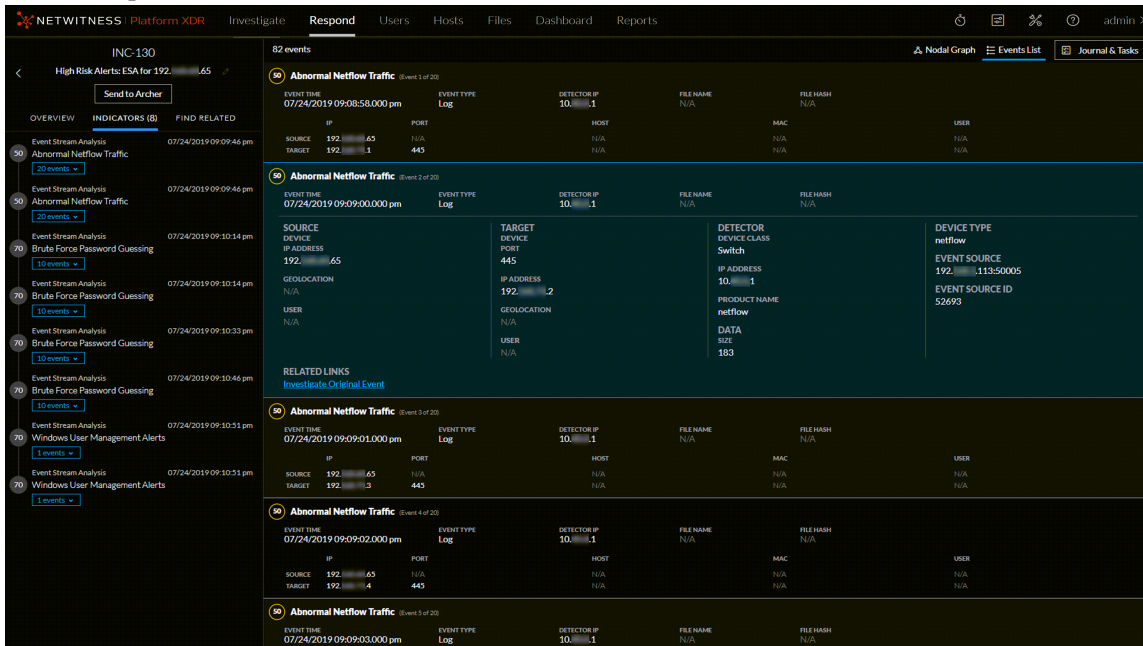 NETWITNESS Platform XDR Investigate Respond Users Hosts Files Dashboard Reports admin
INC-130
High Risk Alerts: ESA for 192. .65
Send to Archer
OVERVIEW INDICATORS (8) FIND RELATED
Event Stream Analysis 07/24/2019 09:09:46 pm
50 Abnormal Netflow Traffic
20 events
Event Stream Analysis 07/24/2019 09:09:46 pm
50 Abnormal Netflow Traffic
20 events
Event Stream Analysis 07/24/2019 09:10:14 pm
70 Brute Force Password Guessing
10 events
Event Stream Analysis 07/24/2019 09:10:14 pm
70 Brute Force Password Guessing
10 events
Event Stream Analysis 07/24/2019 09:10:33 pm
70 Brute Force Password Guessing
10 events
Event Stream Analysis 07/24/2019 09:10:46 pm
70 Brute Force Password Guessing
10 events
Event Stream Analysis 07/24/2019 09:10:51 pm
70 Windows User Management Alerts
1 events
Event Stream Analysis 07/24/2019 09:10:51 pm
70 Windows User Management Alerts
1 events
82 events Nodal Graph Events List Journal & Tasks
50 Abnormal Netflow Traffic (Event 1 of 20)
EVENT TIME EVENT TYPE DETECTOR IP FILE NAME FILE HASH
07/24/2019 09:08:58.000 pm Log 10. .1 N/A N/A
IP PORT HOST MAC USER
SOURCE 192. .65 N/A N/A N/A N/A
TARGET 192. .1 445 N/A N/A N/A
50 Abnormal Netflow Traffic (Event 2 of 20)
EVENT TIME EVENT TYPE DETECTOR IP FILE NAME FILE HASH
07/24/2019 09:09:00.000 pm Log 10. .1 N/A N/A
SOURCE
DEVICE
IP ADDRESS
192. .65
GEOLOCATION
N/A
USER
N/A
TARGET
DEVICE
PORT
445
IP ADDRESS
192. .2
GEOLOCATION
N/A
USER
N/A
DETECTOR
DEVICE CLASS
Switch
IP ADDRESS
10. 1
PRODUCT NAME
netflow
DATA
SIZE
183
DEVICE TYPE
netflow
EVENT SOURCE
192. .113:50005
EVENT SOURCE ID
52693
RELATED LINKS
Investigate Original Event
50 Abnormal Netflow Traffic (Event 3 of 20)
EVENT TIME EVENT TYPE DETECTOR IP FILE NAME FILE HASH
07/24/2019 09:09:01.000 pm Log 10. .1 N/A N/A
IP PORT HOST MAC USER
SOURCE 192. .65 N/A N/A N/A N/A
TARGET 192. .3 445 N/A N/A N/A
50 Abnormal Netflow Traffic (Event 4 of 20)
EVENT TIME EVENT TYPE DETECTOR IP FILE NAME FILE HASH
07/24/2019 09:09:02.000 pm Log 10. .1 N/A N/A
IP PORT HOST MAC USER
SOURCE 192. .65 N/A N/A N/A N/A
TARGET 192. .4 445 N/A N/A N/A
50 Abnormal Netflow Traffic (Event 5 of 20)
EVENT TIME EVENT TYPE DETECTOR IP FILE NAME FILE HASH
07/24/2019 09:09:03.000 pm Log 10. .1 N/A N/A